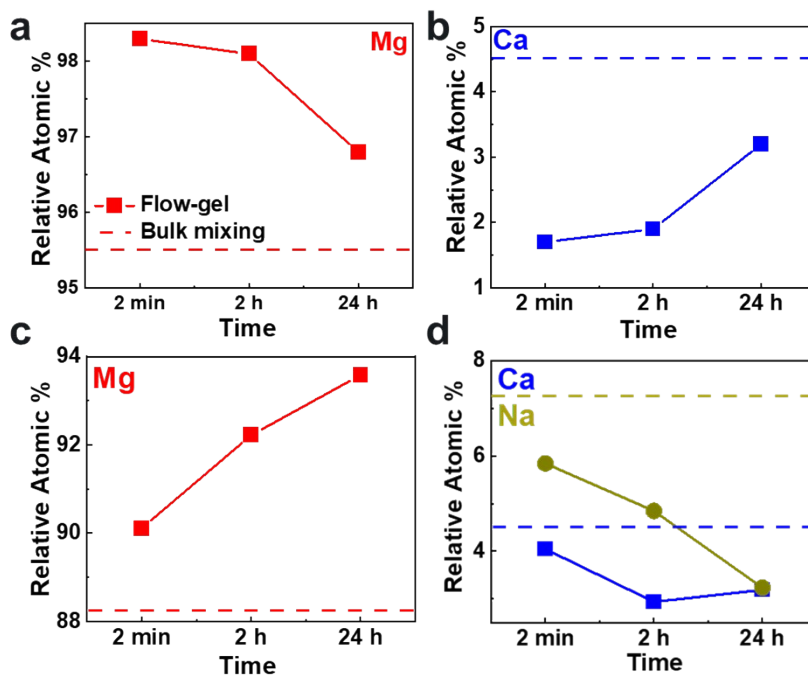 a
Mg
Relative Atomic %
98
97
96
95
Flow-gel
Bulk mixing
2 min
2 h
24 h
Time
b
Ca
Relative Atomic %
5
4
3
2
1
2 min
2 h
24 h
Time
c
Mg
Relative Atomic %
94
92
90
88
2 min
2 h
24 h
Time
d
Ca
Na
Relative Atomic %
8
6
4
2 min
2 h
24 h
Time